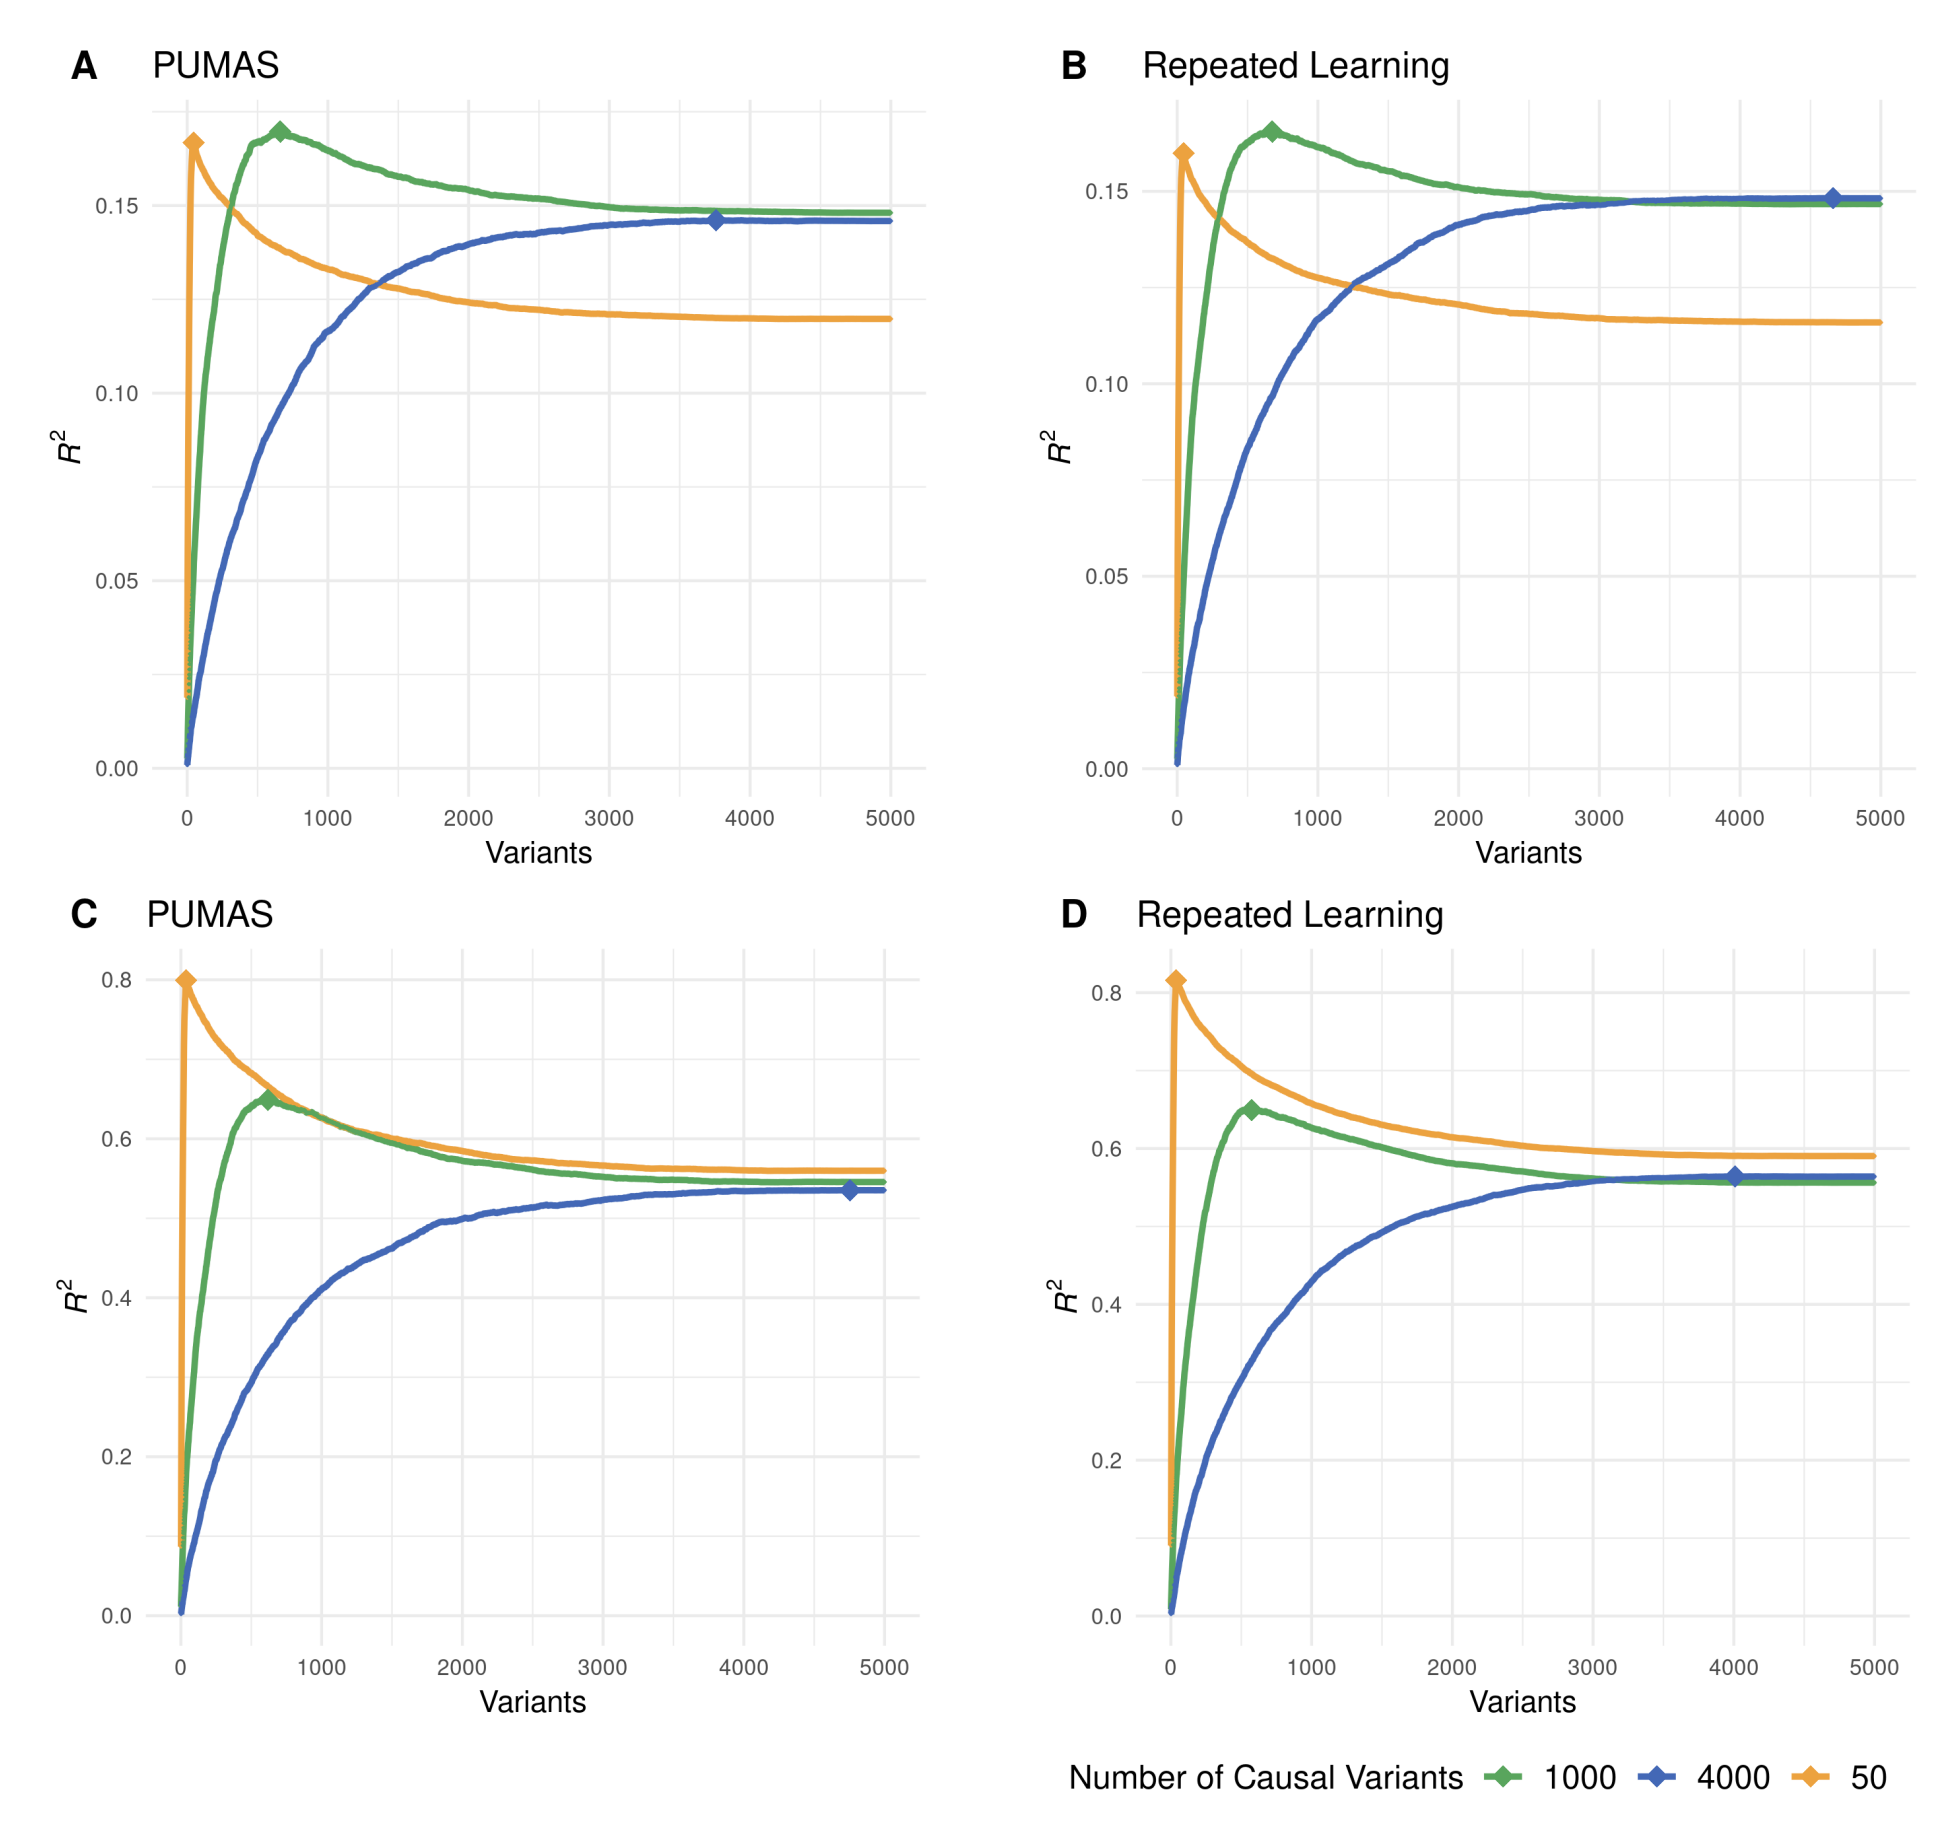 A PUMAS
0.15
0.10
0.05
0.00
R²
0 1000 2000 3000 4000 5000
Variants
B Repeated Learning
0.15
0.10
0.05
0.00
R²
0 1000 2000 3000 4000 5000
Variants
C PUMAS
0.8
0.6
0.4
0.2
0.0
R²
0 1000 2000 3000 4000 5000
Variants
D Repeated Learning
0.8
0.6
0.4
0.2
0.0
R²
0 1000 2000 3000 4000 5000
Variants
Number of Causal Variants 1000 4000 50